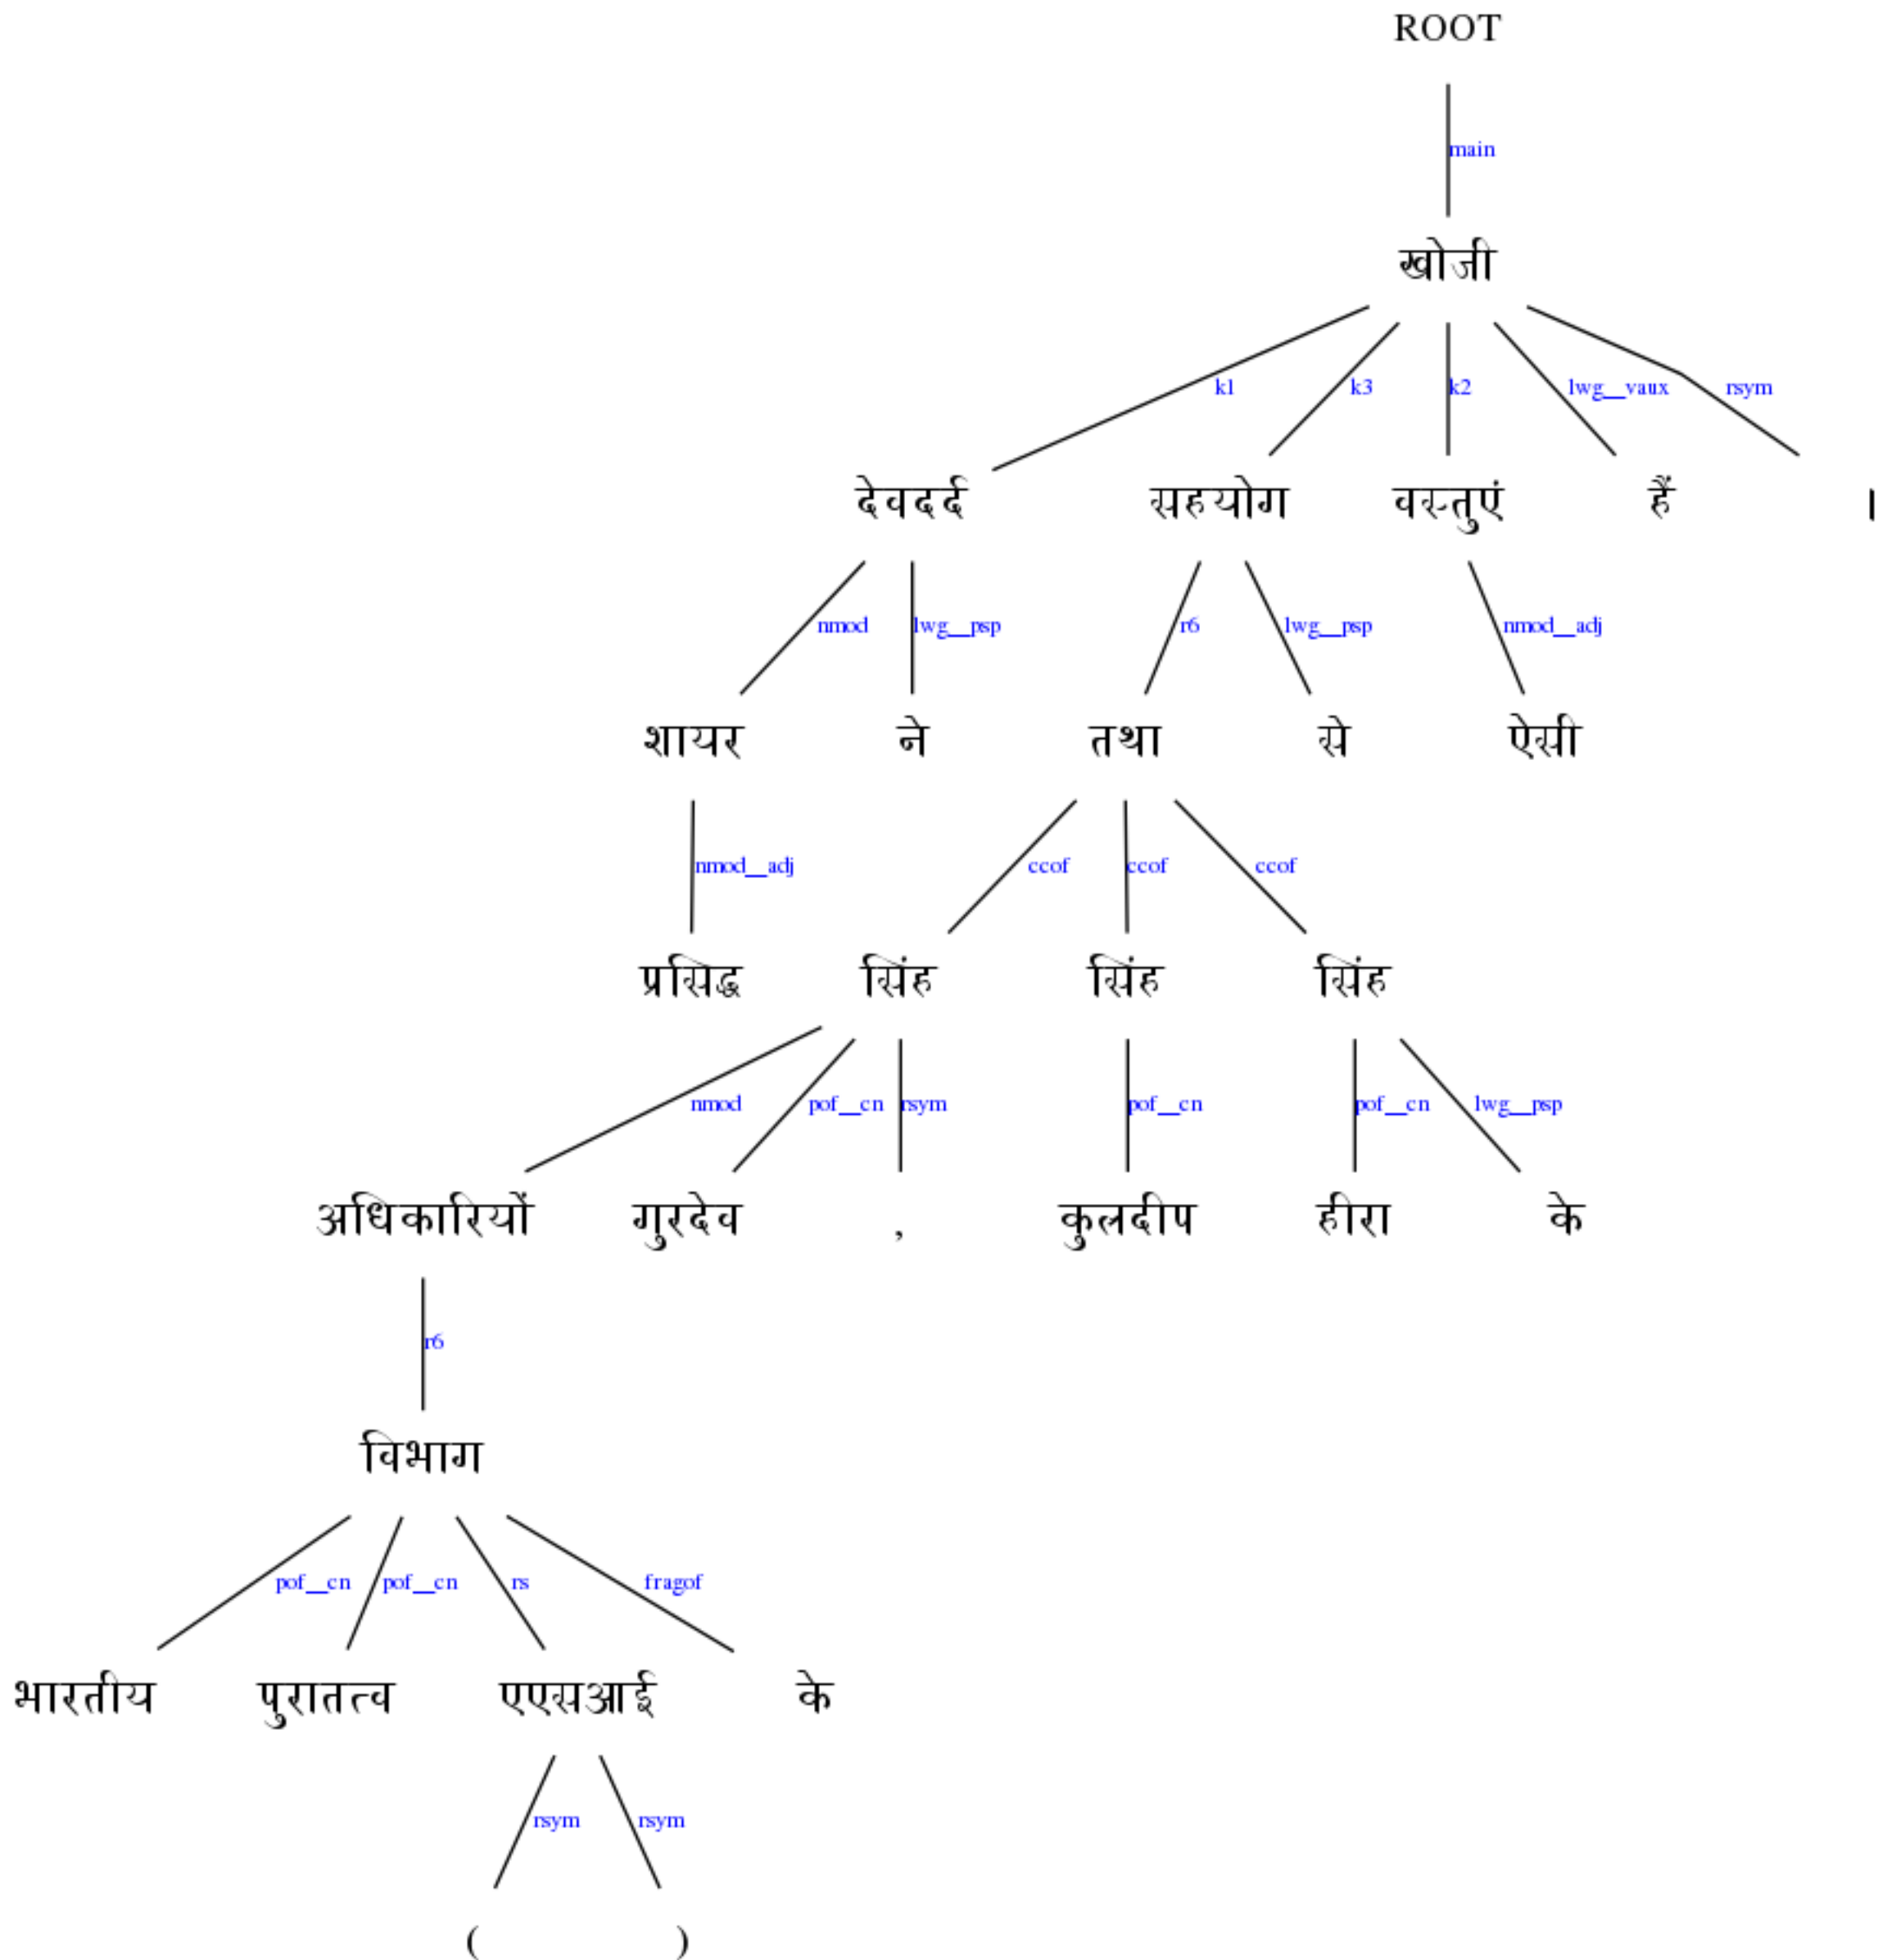 ROOT
main
खोजी
k1 k3 k2 lwg__vaux rsym
देवदर्द सहयोग वस्तुएं हैं ।
nmod lwg__psp r6 lwg__psp nmod__adj
शायर ने तथा से ऐसी
nmod__adj ccof ccof ccof
प्रसिद्ध सिंह सिंह सिंह
nmod pof__cn rsym pof__cn pof__cn lwg__psp
अधिकारियों गुरदेव , कुलदीप हीरा के
r6
विभाग
pof__cn pof__cn rs fragof
भारतीय पुरातत्व एएसआई के
rsym rsym
( )